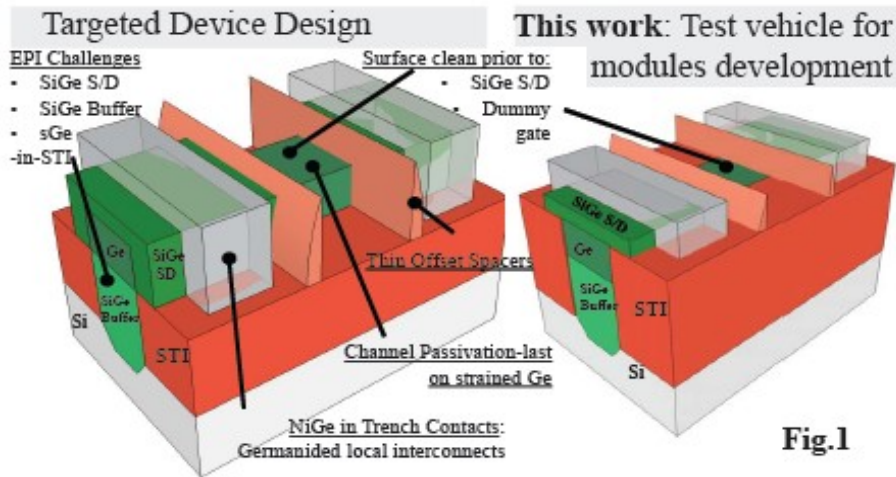 Targeted Device Design
This work: Test vehicle for
modules development
EPI Challenges
- SiGe S/D
- SiGe Buffer
- sGe
-in-STI
Surface clean prior to:
- SiGe S/D
- Dummy
gate
Ge
SiGe
SD
SiGe
Buffer
Si
STI
Thin Offset Spacers
Channel Passivation-last
on strained Ge
NiGe in Trench Contacts:
Germanided local interconnects
SiGe S/D
Ge
SiGe
Buffer
STI
Si
Fig.1